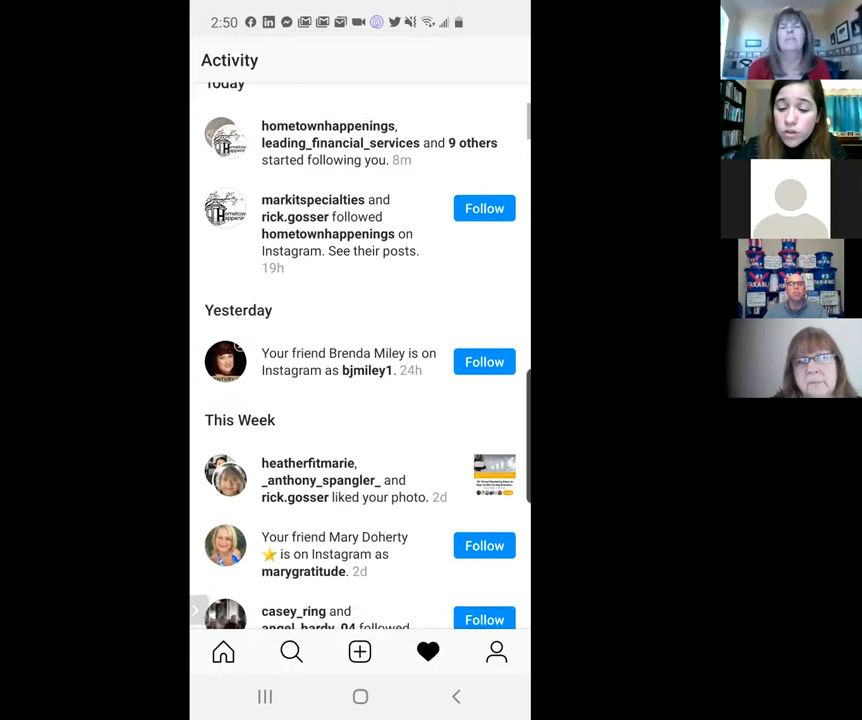 2:50
Activity
Today
hometownhappenings,
leading_financial_services and 9 others
started following you. 8m
markitspecialties and
rick.gosser followed
hometownhappenings on
Instagram. See their posts.
19h
Follow
Yesterday
Your friend Brenda Miley is on
Instagram as bjmiley1. 24h
Follow
This Week
heatherfitmarie,
_anthony_spangler_ and
rick.gosser liked your photo. 2d
Your friend Mary Doherty
⭐ is on Instagram as
marygratitude. 2d
Follow
casey_ring and
angel_hardy_04 followed
Follow